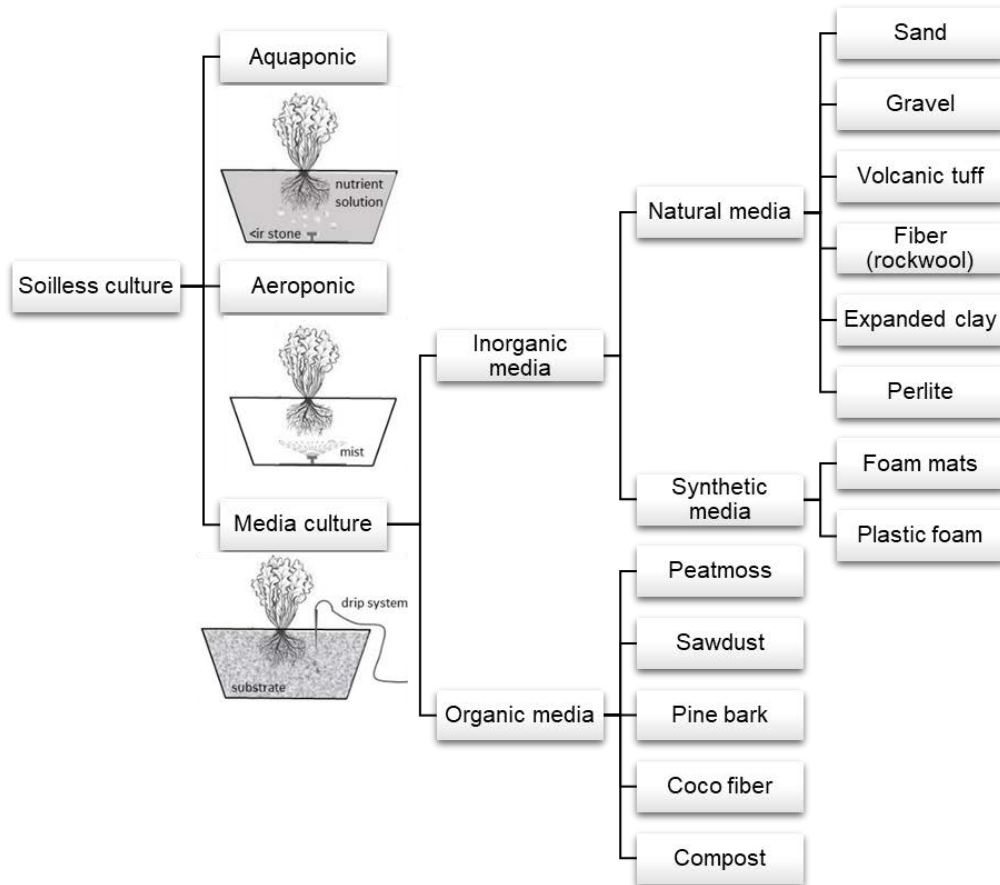 Soilless culture
Aquaponic
nutrient
solution
<ir stone
Aeroponic
mist
Media culture
drip system
substrate
Inorganic
media
Natural media
Sand
Gravel
Volcanic tuff
Fiber
(rockwool)
Expanded clay
Perlite
Synthetic
media
Foam mats
Plastic foam
Organic media
Peatmoss
Sawdust
Pine bark
Coco fiber
Compost